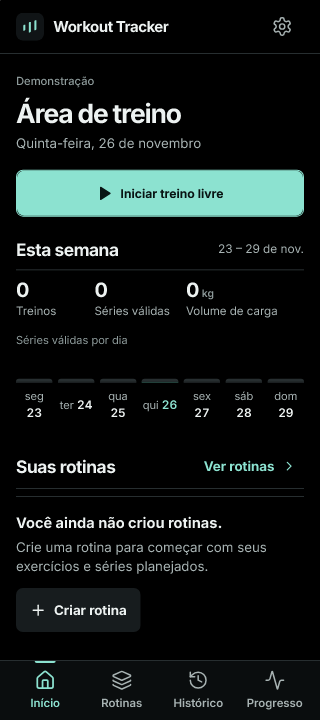 Workout Tracker
Demonstração
Área de treino
Quinta-feira, 26 de novembro
Iniciar treino livre
Esta semana
23 – 29 de nov.
0
0
0 kg
Treinos
Séries válidas
Volume de carga
Séries válidas por dia
seg
23
ter 24
qua
25
qui 26
sex
27
sáb
28
dom
29
Suas rotinas
Ver rotinas
Você ainda não criou rotinas.
Crie uma rotina para começar com seus
exercícios e séries planejados.
Criar rotina
Início
Rotinas
Histórico
Progresso